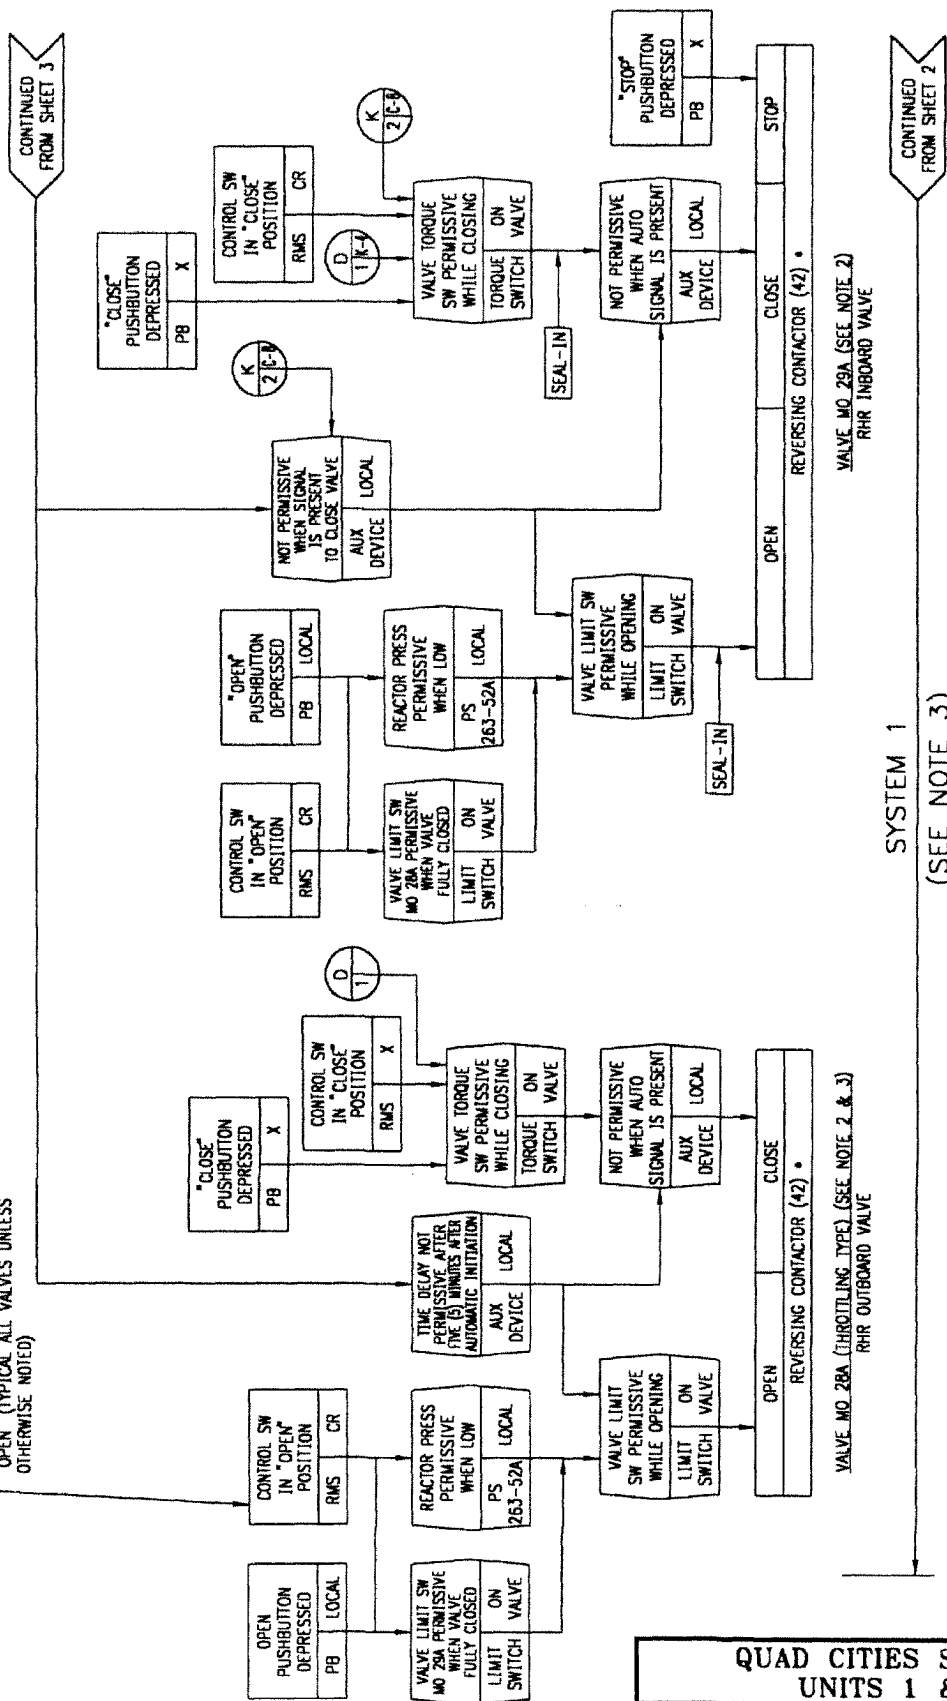 CONTINUED
FROM SHEET 3
OPEN (TYPICAL ALL VALVES UNLESS
OTHERWISE NOTED)
OPEN
PUSHBUTTON
DEPRESSED
PB LOCAL
CONTROL SW
IN "OPEN"
POSITION
RMS CR
VALVE LIMIT SW
MO 29A PERMISSIVE
WHEN VALVE
FULLY CLOSED
LIMIT
SWITCH
ON
VALVE
REACTOR PRESS
PERMISSIVE
WHEN LOW
PS
263-52A
LOCAL
TIME DELAY NOT
PERMISSIVE AFTER
FIVE (5) MINUTES AFTER
AUTOMATIC INITIATION
AUX
DEVICE
LOCAL
"CLOSE"
PUSHBUTTON
DEPRESSED
PB X
CONTROL SW
IN "CLOSE"
POSITION
RMS X
D
1
VALVE TORQUE
SW PERMISSIVE
WHILE CLOSING
TORQUE
SWITCH
ON
VALVE
VALVE LIMIT
SW PERMISSIVE
WHILE OPENING
LIMIT
SWITCH
ON
VALVE
NOT PERMISSIVE
WHEN AUTO
SIGNAL IS PRESENT
AUX
DEVICE
LOCAL
OPEN CLOSE
REVERSING CONTACTOR (42) *
VALVE MO 28A (THROTTLING TYPE) (SEE NOTE 2 & 3)
RHR OUTBOARD VALVE
CONTROL SW
IN "OPEN"
POSITION
RMS CR
"OPEN"
PUSHBUTTON
DEPRESSED
PB LOCAL
VALVE LIMIT SW
MO 28A PERMISSIVE
WHEN VALVE
FULLY CLOSED
LIMIT
SWITCH
ON
VALVE
REACTOR PRESS
PERMISSIVE
WHEN LOW
PS
263-52A
LOCAL
NOT PERMISSIVE
WHEN SIGNAL
IS PRESENT
TO CLOSE VALVE
AUX
DEVICE
LOCAL
K
2 C-8
"CLOSE"
PUSHBUTTON
DEPRESSED
PB X
D
1 K-4
CONTROL SW
IN "CLOSE"
POSITION
RMS CR
K
2 C-8
VALVE TORQUE
SW PERMISSIVE
WHILE CLOSING
TORQUE
SWITCH
ON
VALVE
SEAL-IN
VALVE LIMIT SW
PERMISSIVE
WHILE OPENING
LIMIT
SWITCH
ON
VALVE
SEAL-IN
NOT PERMISSIVE
WHEN AUTO
SIGNAL IS PRESENT
AUX
DEVICE
LOCAL
"STOP"
PUSHBUTTON
DEPRESSED
PB X
OPEN CLOSE STOP
REVERSING CONTACTOR (42) *
VALVE MO 29A (SEE NOTE 2)
RHR INBOARD VALVE
SYSTEM 1
(SEE NOTE 3)
CONTINUED
FROM SHEET 2
QUAD CITIES S
UNITS 1 &